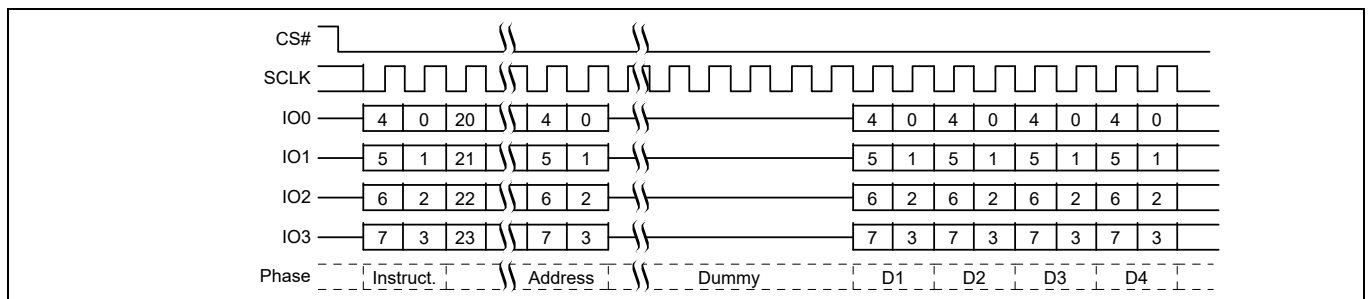 CS#
SCLK
IO0 4 0 20 4 0 4 0 4 0 4 0 4 0
IO1 5 1 21 5 1 5 1 5 1 5 1 5 1
IO2 6 2 22 6 2 6 2 6 2 6 2 6 2
IO3 7 3 23 7 3 7 3 7 3 7 3 7 3
Phase Instruct. Address Dummy D1 D2 D3 D4